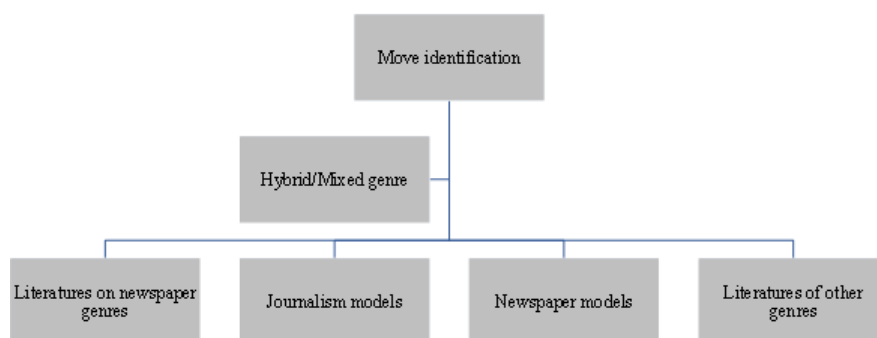 Move identification
Hybrid/Mixed genre
Literatures on newspaper
genres
Journalism models
Newspaper models
Literatures of other
genres